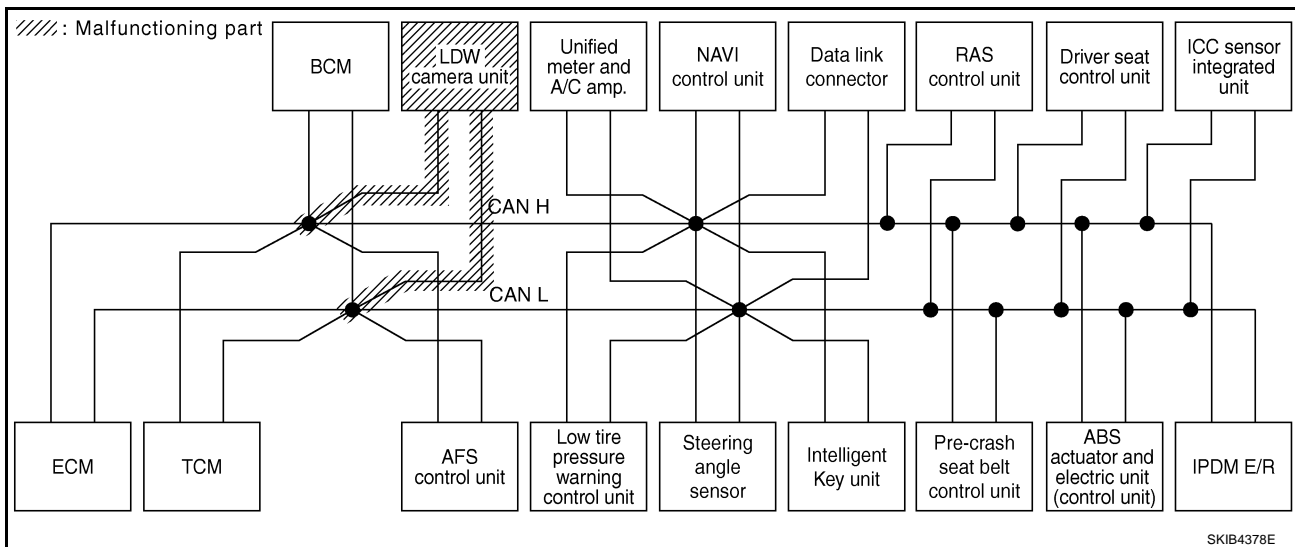 : Malfunctioning part
BCM
LDW
camera unit
Unified
meter and
A/C amp.
NAVI
control unit
Data link
connector
RAS
control unit
Driver seat
control unit
ICC sensor
integrated
unit
CAN H
CAN L
ECM
TCM
AFS
control unit
Low tire
pressure
warning
control unit
Steering
angle
sensor
Intelligent
Key unit
Pre-crash
seat belt
control unit
ABS
actuator and
electric unit
(control unit)
IPDM E/R
SKIB4378E